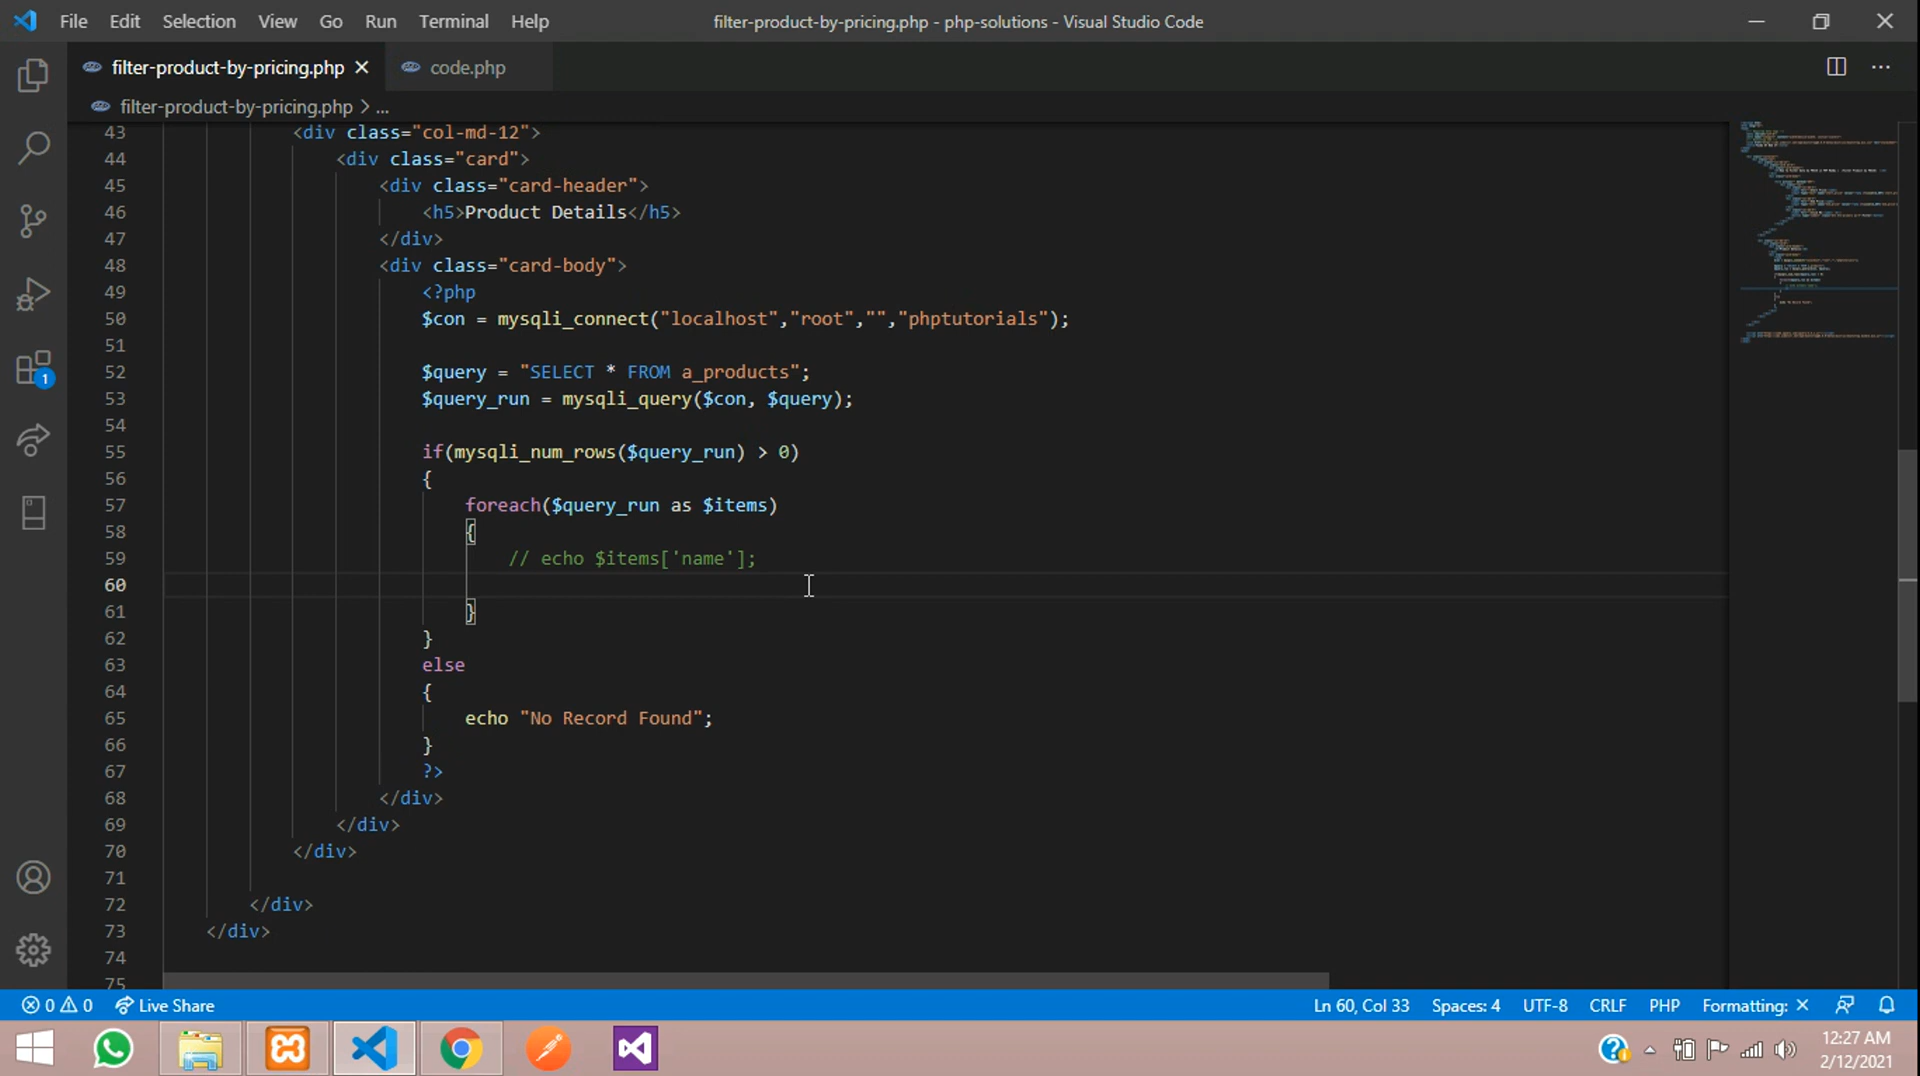 File Edit Selection View Go Run Terminal Help filter-product-by-pricing.php - php-solutions - Visual Studio Code
filter-product-by-pricing.php code.php
filter-product-by-pricing.php > ...
43 <div class="col-md-12">
44 <div class="card">
45 <div class="card-header">
46 <h5>Product Details</h5>
47 </div>
48 <div class="card-body">
49 <?php
50 $con = mysqli_connect("localhost","root","","phptutorials");
51
52 $query = "SELECT * FROM a_products";
53 $query_run = mysqli_query($con, $query);
54
55 if(mysqli_num_rows($query_run) > 0)
56 {
57 foreach($query_run as $items)
58 {
59 // echo $items['name'];
60
61 }
62 }
63 else
64 {
65 echo "No Record Found";
66 }
67 ?>
68 </div>
69 </div>
70 </div>
71
72 </div>
73 </div>
74
75
1
0 0 Live Share Ln 60, Col 33 Spaces: 4 UTF-8 CRLF PHP Formatting: ×
12:27 AM
2/12/2021